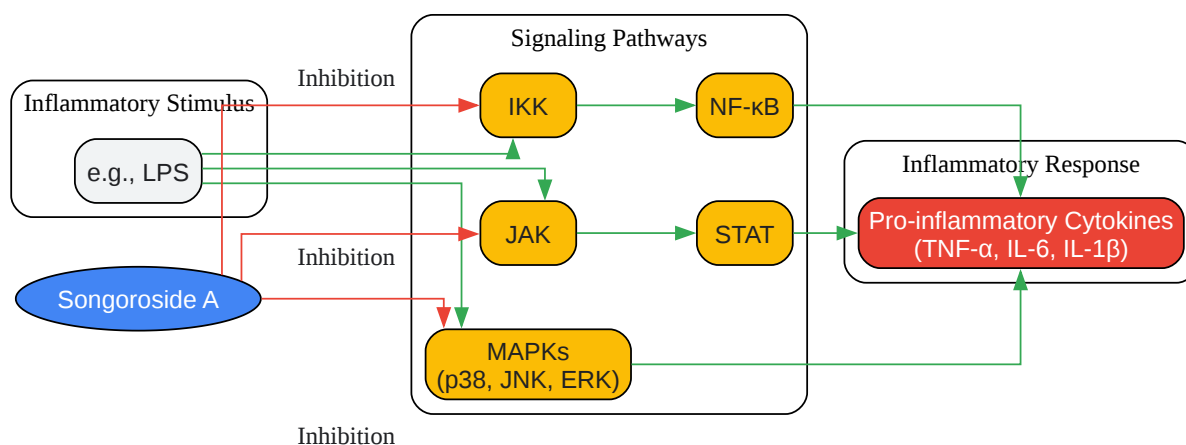 Signaling Pathways
Inhibition
Inflammatory Stimulus
IKK
NF-κB
e.g., LPS
Inflammatory Response
JAK
STAT
Pro-inflammatory Cytokines
(TNF-α, IL-6, IL-1β)
Inhibition
Songoroside A
MAPKs
(p38, JNK, ERK)
Inhibition